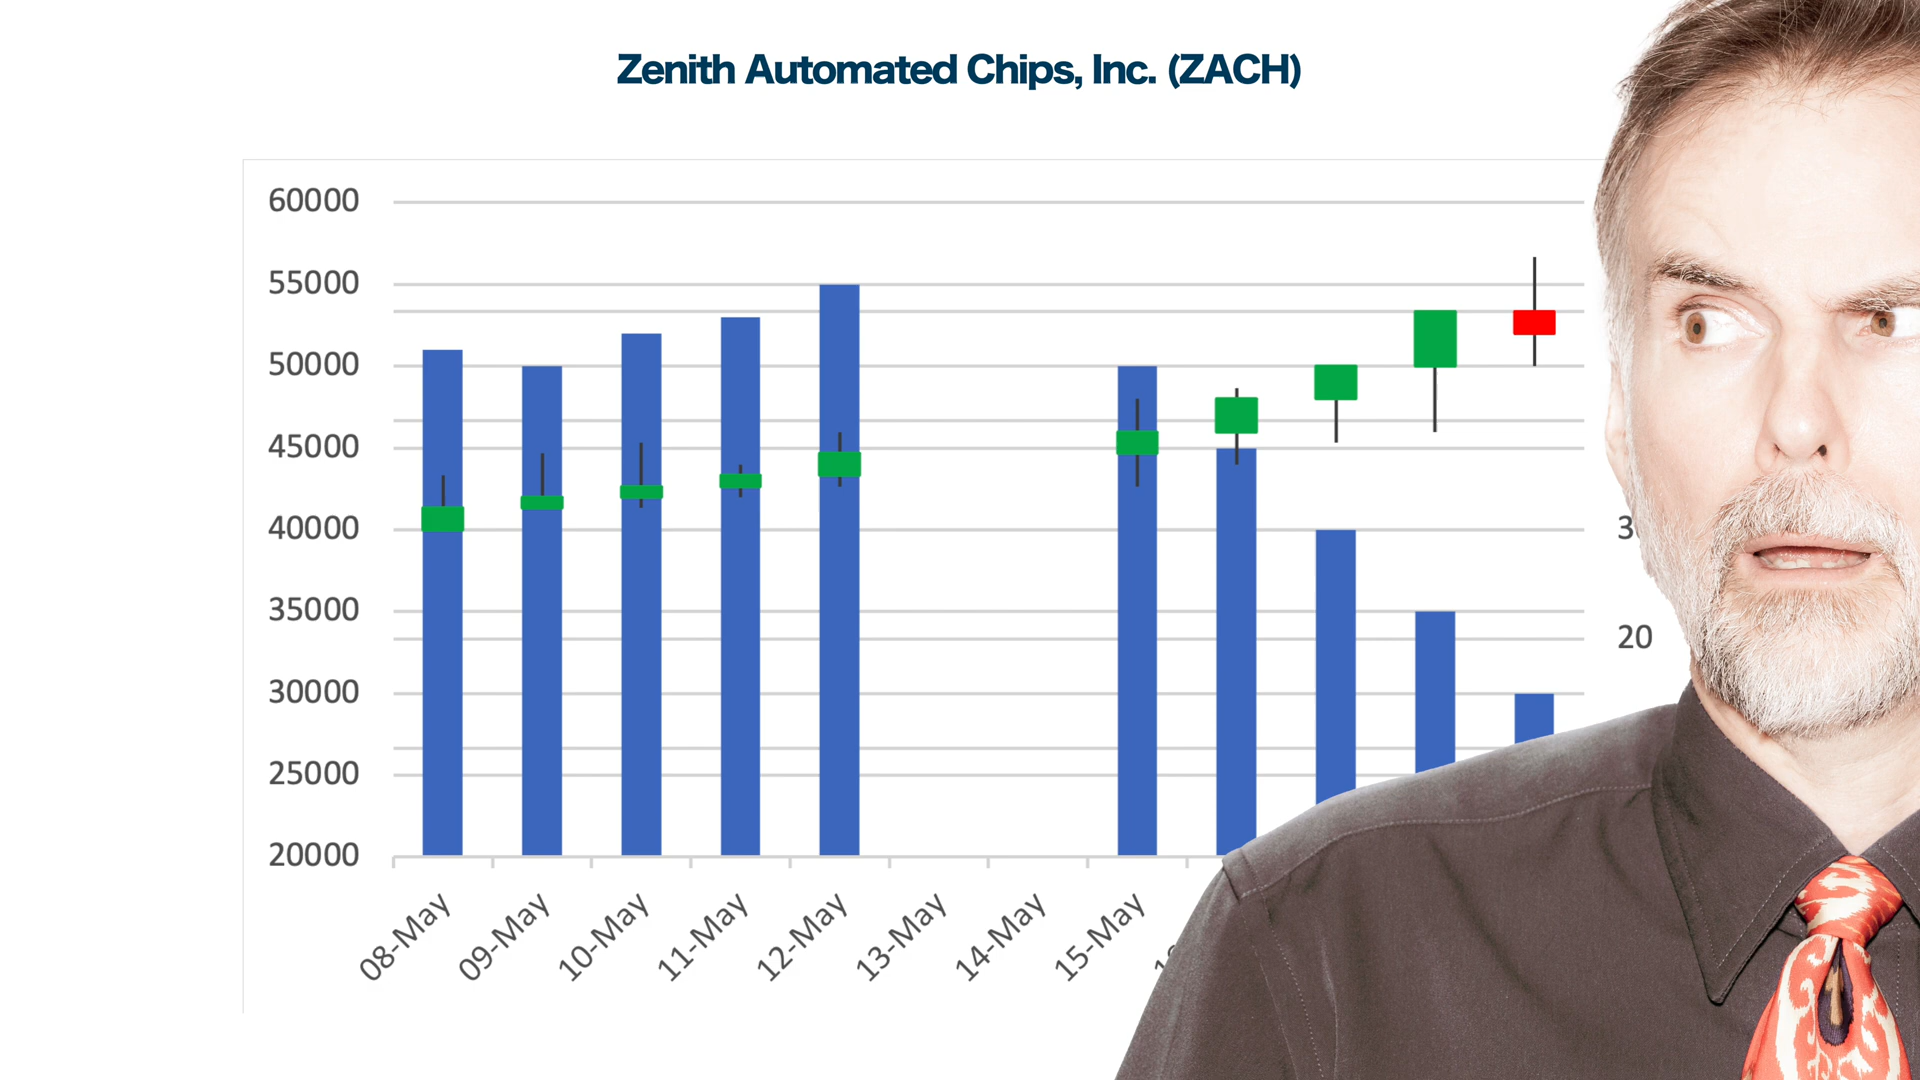 Zenith Automated Chips, Inc. (ZACH)
60000
55000
50000
45000
40000
35000
30000
25000
20000
20
08-May
09-May
10-May
11-May
12-May
13-May
14-May
15-May